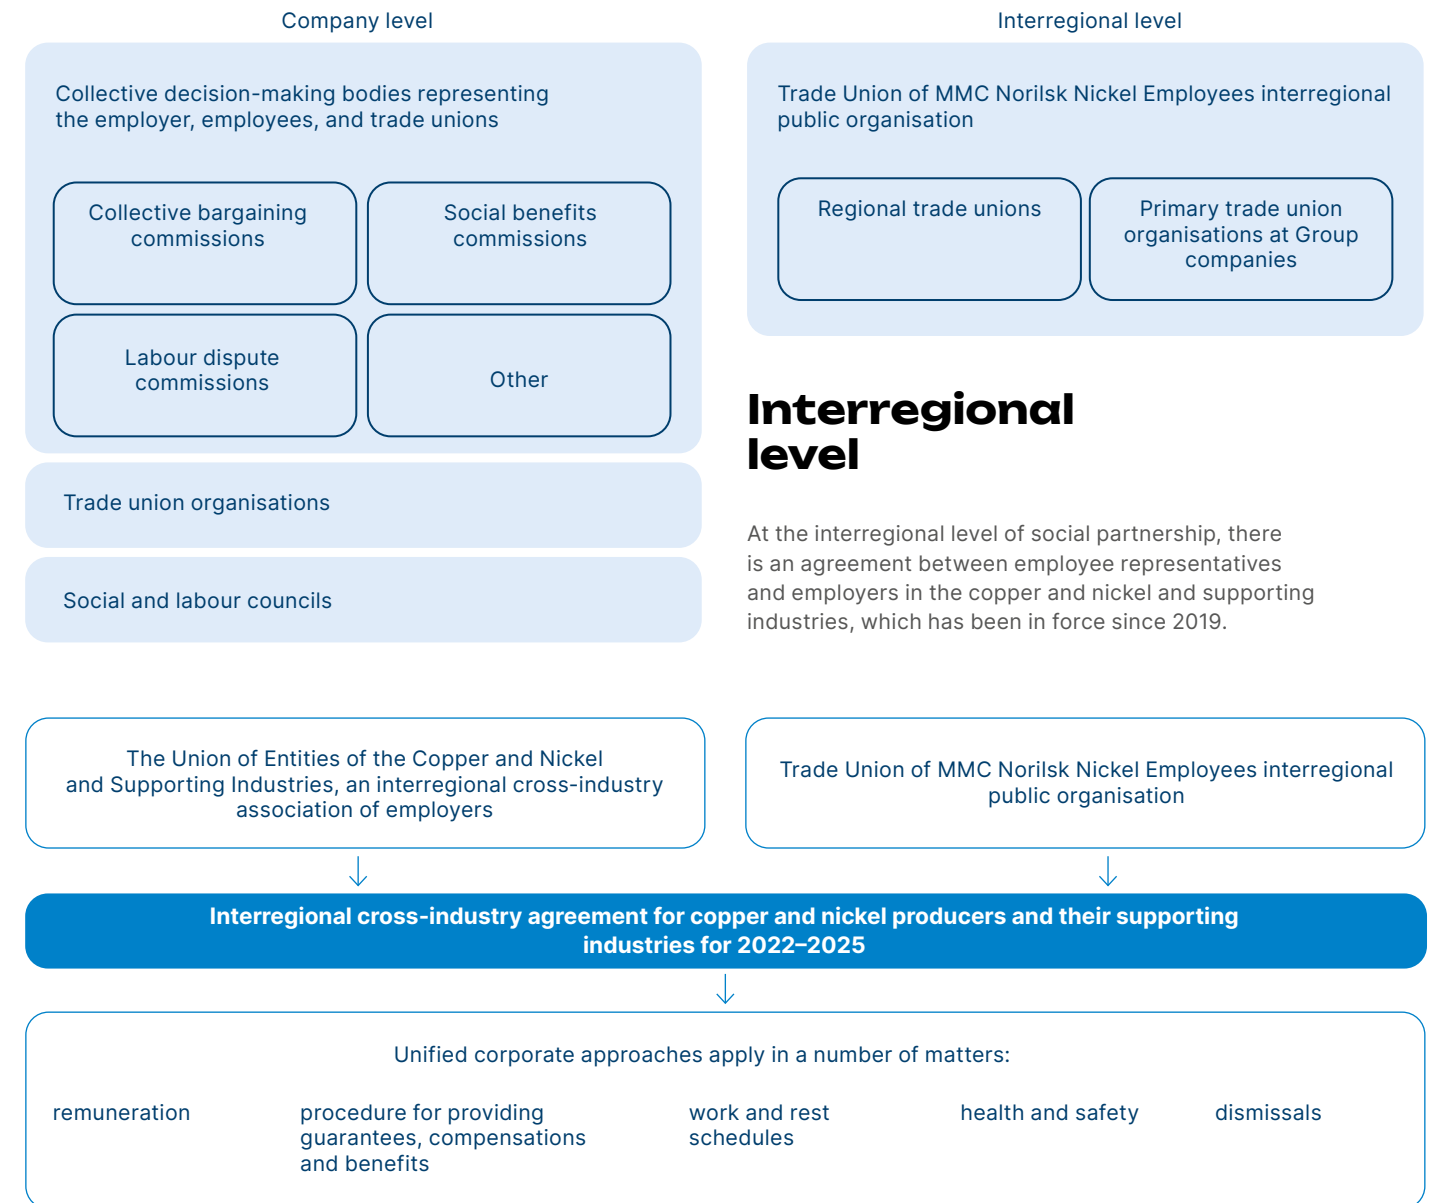 Company level
Collective decision-making bodies representing
the employer, employees, and trade unions
Collective bargaining
commissions
Social benefits
commissions
Labour dispute
commissions
Other
Trade union organisations
Social and labour councils
Interregional level
Trade Union of MMC Norilsk Nickel Employees interregional
public organisation
Regional trade unions
Primary trade union
organisations at Group
companies
Interregional
level
At the interregional level of social partnership, there
is an agreement between employee representatives
and employers in the copper and nickel and supporting
industries, which has been in force since 2019.
The Union of Entities of the Copper and Nickel
and Supporting Industries, an interregional cross-industry
association of employers
Trade Union of MMC Norilsk Nickel Employees interregional
public organisation
Interregional cross-industry agreement for copper and nickel producers and their supporting
industries for 2022–2025
Unified corporate approaches apply in a number of matters:
remuneration
procedure for providing
guarantees, compensations
and benefits
work and rest
schedules
health and safety
dismissals